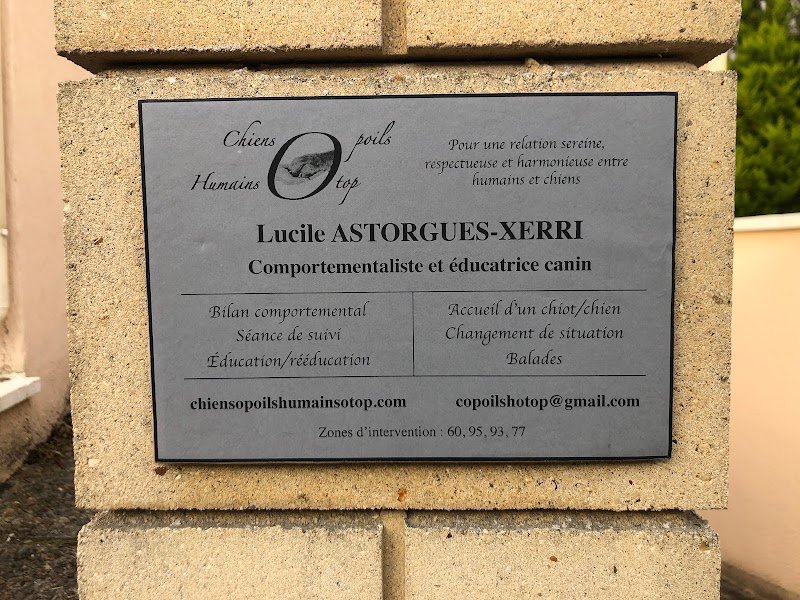 Chiens O poils
Humains O top
Pour une relation sereine,
respectueuse et harmonieuse entre
humains et chiens
Lucile ASTORGUES-XERRI
Comportementaliste et éducatrice canin
Bilan comportemental
Séance de suivi
Éducation/rééducation
Accueil d'un chiot/chien
Changement de situation
Balades
chiensopoilshumainsotop.com
copoilshotop@gmail.com
Zones d'intervention : 60, 95, 93, 77